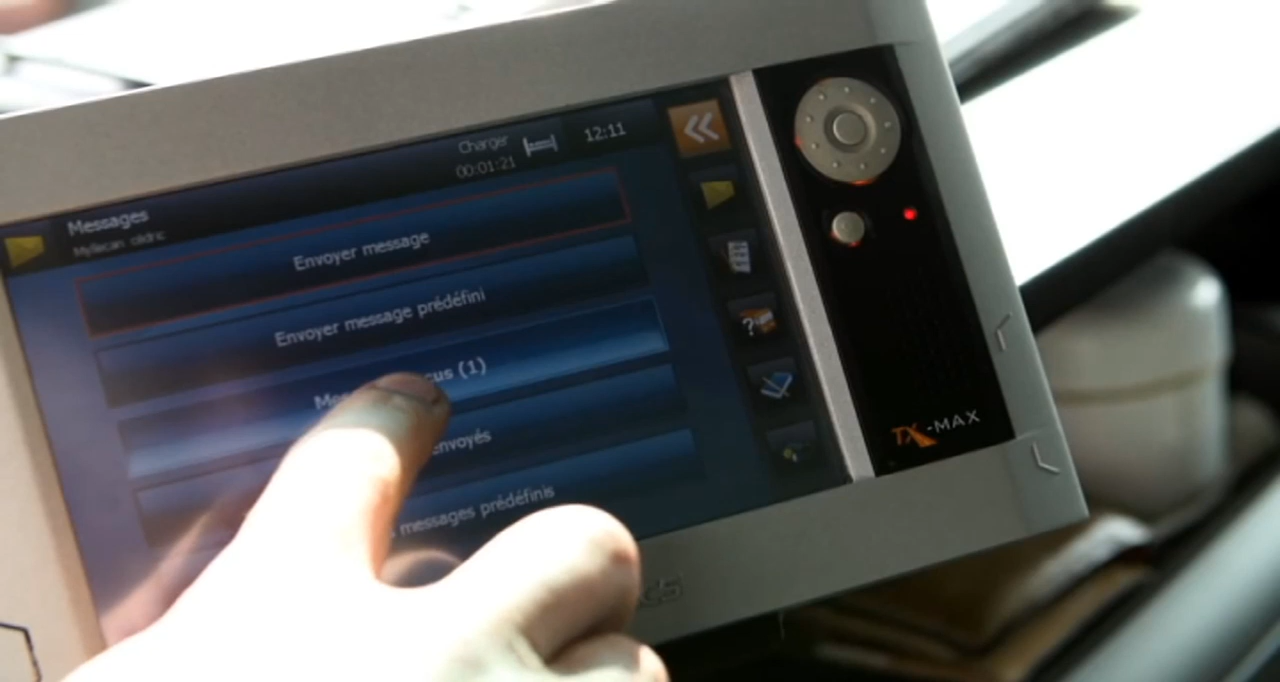 Charger
00:01:21
12:11
Messages
Envoyer message
Envoyer message prédéfini
cus (1)
envoyés
messages prédéfinis
TX-MAX